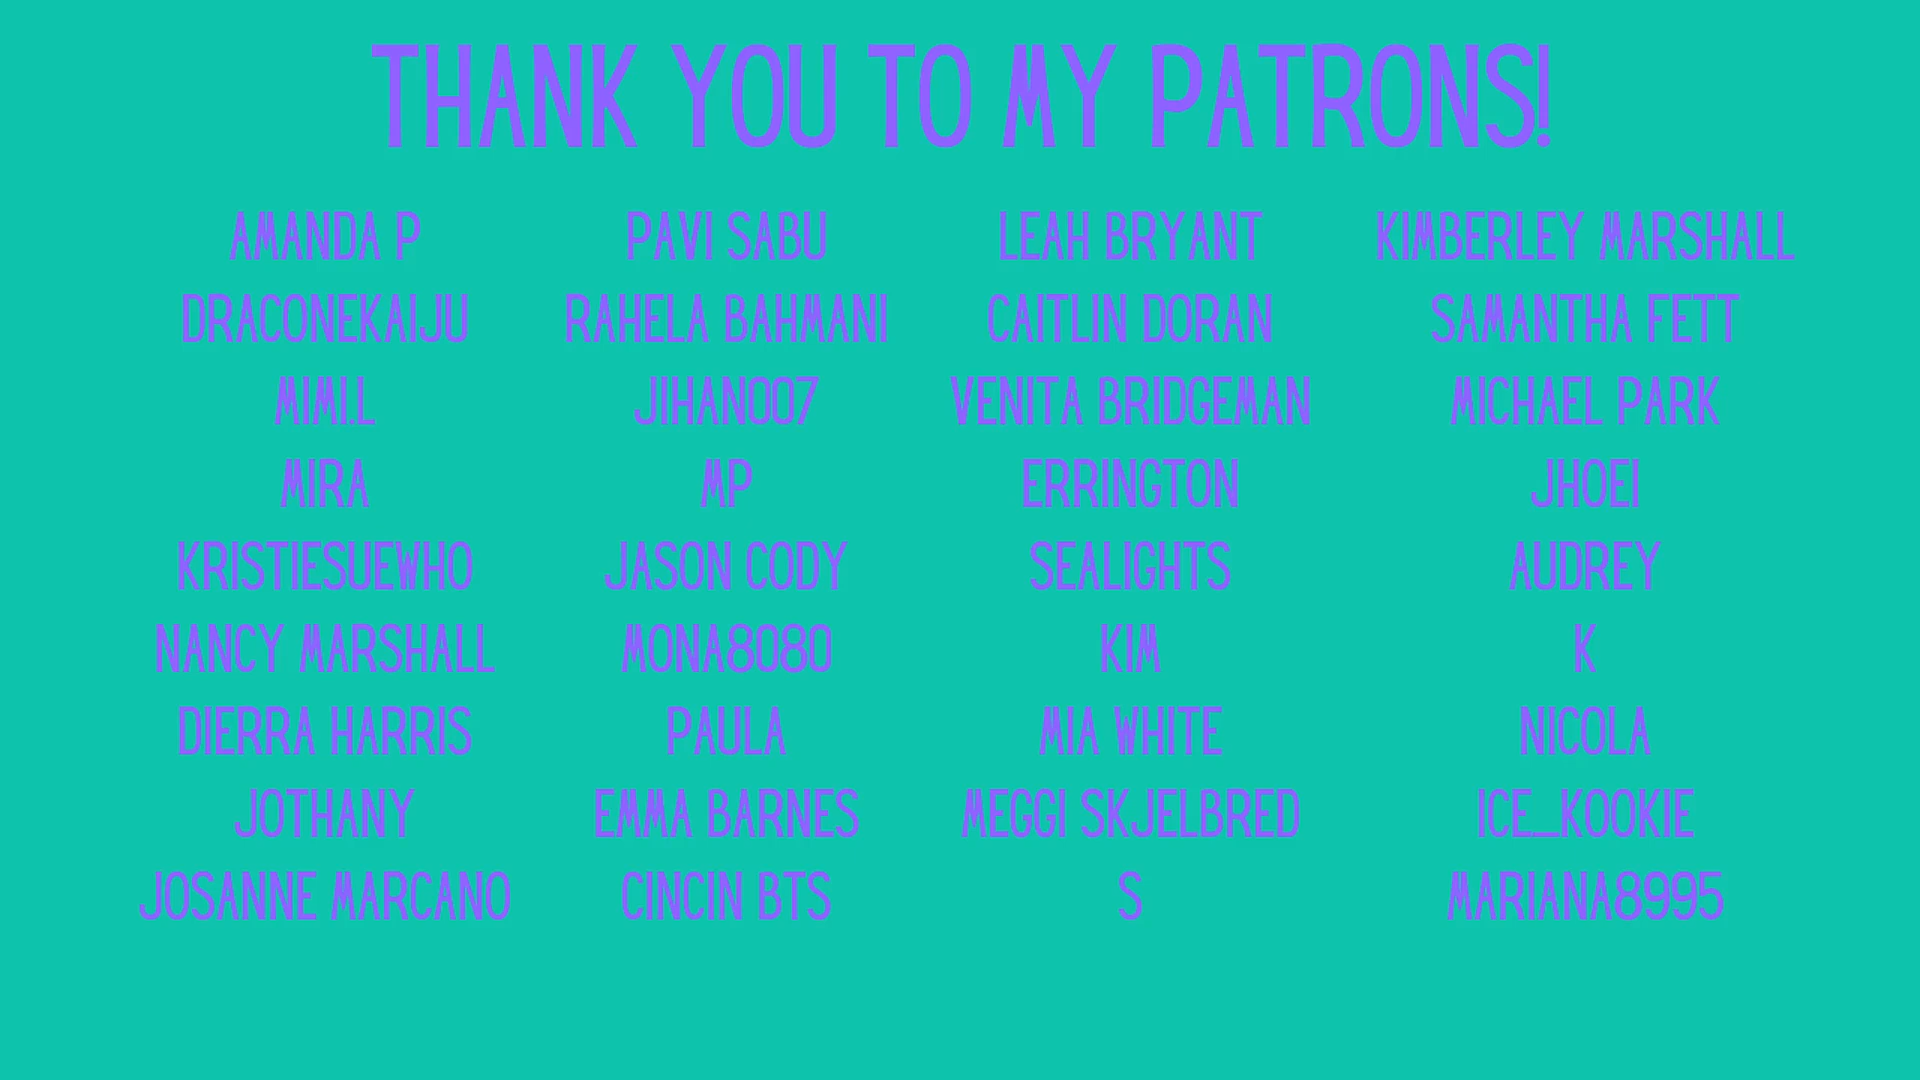 THANK YOU TO MY PATRONS!
AMANDA P PAVI SABU LEAH BRYANT KIMBERLEY MARSHALL
DRACONEKAIJU RAHELA BAHMANI CAITLIN DORAN SAMANTHA FETT
MIMI.L JIHAN007 VENITA BRIDGEMAN MICHAEL PARK
MIRA MP ERRINGTON JHOEI
KRISTIESUEWHO JASON CODY SEALIGHTS AUDREY
NANCY MARSHALL MONA8080 KIM K
DIERRA HARRIS PAULA MIA WHITE NICOLA
JOTHANY EMMA BARNES MEGGI SKJELBRED ICE_KOOKIE
JOSANNE MARCANO CINCIN BTS S MARIANA8995